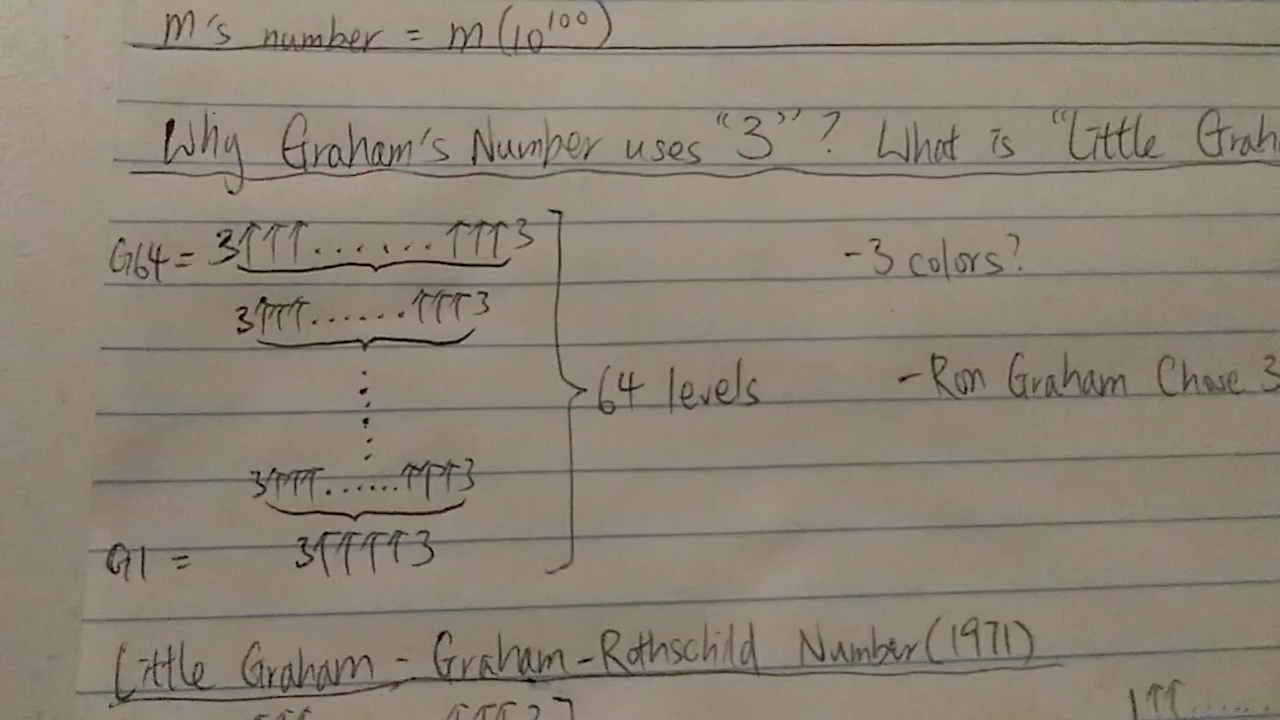 M's number = m(10^100)
Why Graham's Number uses "3"? What is "Little Grah
G64 = 3↑↑↑.......↑↑↑3
-3 colors?
3↑↑↑......↑↑↑3
64 levels
-Ron Graham Chose 3
3↑↑↑......↑↑↑3
G1 = 3↑↑↑↑3
Little Graham - Graham-Rothschild Number (1971)